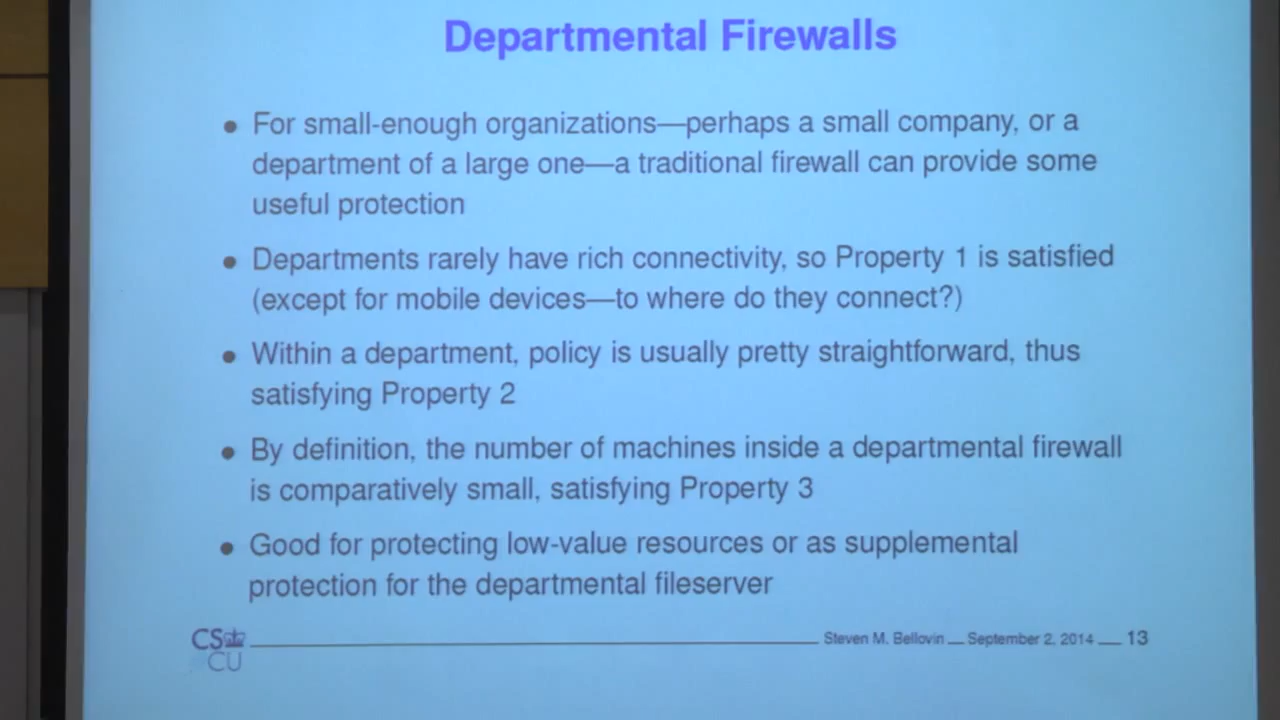 Departmental Firewalls
● For small-enough organizations—perhaps a small company, or a
department of a large one—a traditional firewall can provide some
useful protection
● Departments rarely have rich connectivity, so Property 1 is satisfied
(except for mobile devices—to where do they connect?)
● Within a department, policy is usually pretty straightforward, thus
satisfying Property 2
● By definition, the number of machines inside a departmental firewall
is comparatively small, satisfying Property 3
● Good for protecting low-value resources or as supplemental
protection for the departmental fileserver
CS
CU
Steven M. Bellovin — September 2, 2014 — 13